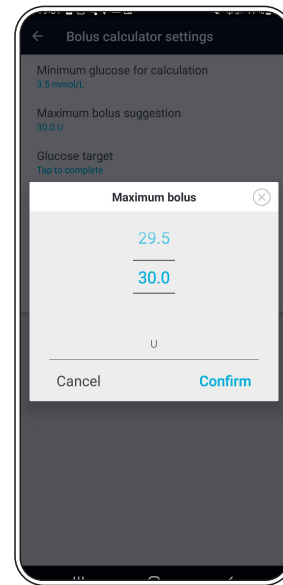 Bolus calculator settings
Minimum glucose for calculation
3.5 mmol/L
Maximum bolus suggestion
30.0 U
Glucose target
Tap to complete
Maximum bolus
29.5
30.0
U
Cancel
Confirm